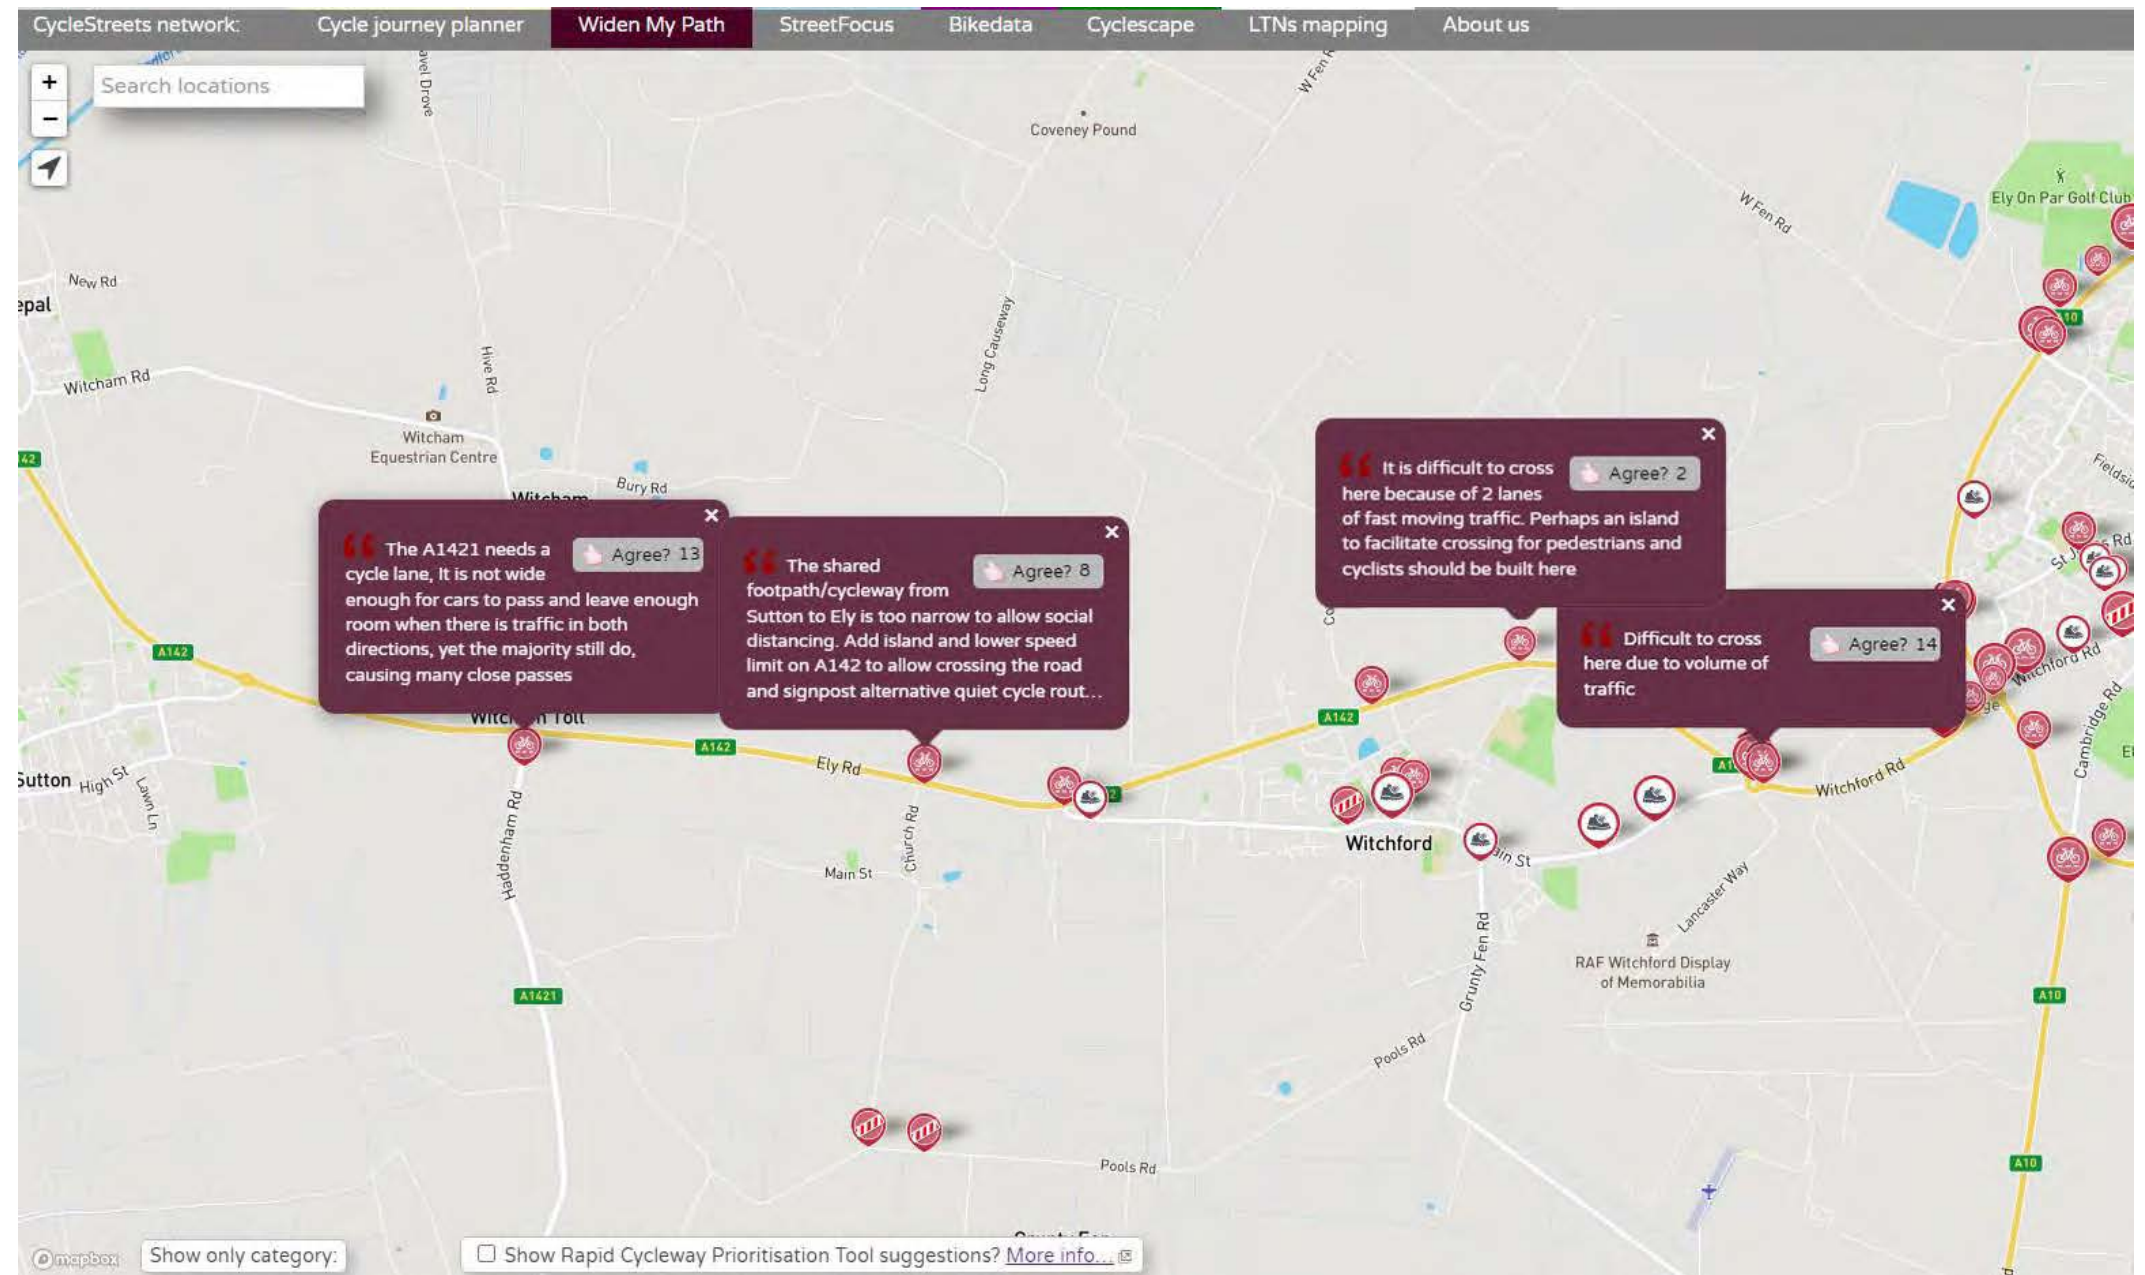 CycleStreets network: Cycle journey planner Widen My Path StreetFocus Bikedata Cyclescape LTNs mapping About us
+
Search locations
−
Coveney Pound
W Fen Rd
Ely On Par Golf Club
W Fen Rd
New Rd
A10
Long Causeway
Hive Rd
Witcham Rd
Witcham
Equestrian Centre
Bury Rd
It is difficult to cross
here because of 2 lanes
of fast moving traffic. Perhaps an island
to facilitate crossing for pedestrians and
cyclists should be built here
Agree? 2
The A1421 needs a
cycle lane, It is not wide
enough for cars to pass and leave enough
room when there is traffic in both
directions, yet the majority still do,
causing many close passes
Agree? 13
The shared
footpath/cycleway from
Sutton to Ely is too narrow to allow social
distancing. Add island and lower speed
limit on A142 to allow crossing the road
and signpost alternative quiet cycle rout...
Agree? 8
Difficult to cross
here due to volume of
traffic
Agree? 14
A142
Witchford Rd
Cambridge Rd
A142
A142
Ely Rd
Sutton
High St
Lawn Ln
Witchford Rd
Haddenham Rd
Church Rd
Main St
Witchford
Lancaster Way
Grunty Fen Rd
RAF Witchford Display
of Memorabilia
A1421
A10
Pools Rd
Pools Rd
A10
mapbox
Show only category:
Show Rapid Cycleway Prioritisation Tool suggestions? More info...